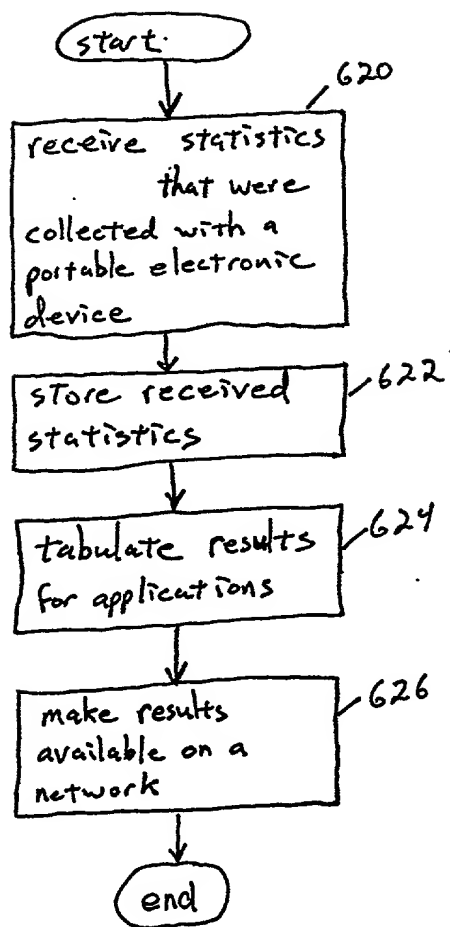 start.
620
receive statistics
that were
collected with a
portable electronic
device
622
store received
statistics
624
tabulate results
for applications
626
make results
available on a
network
end